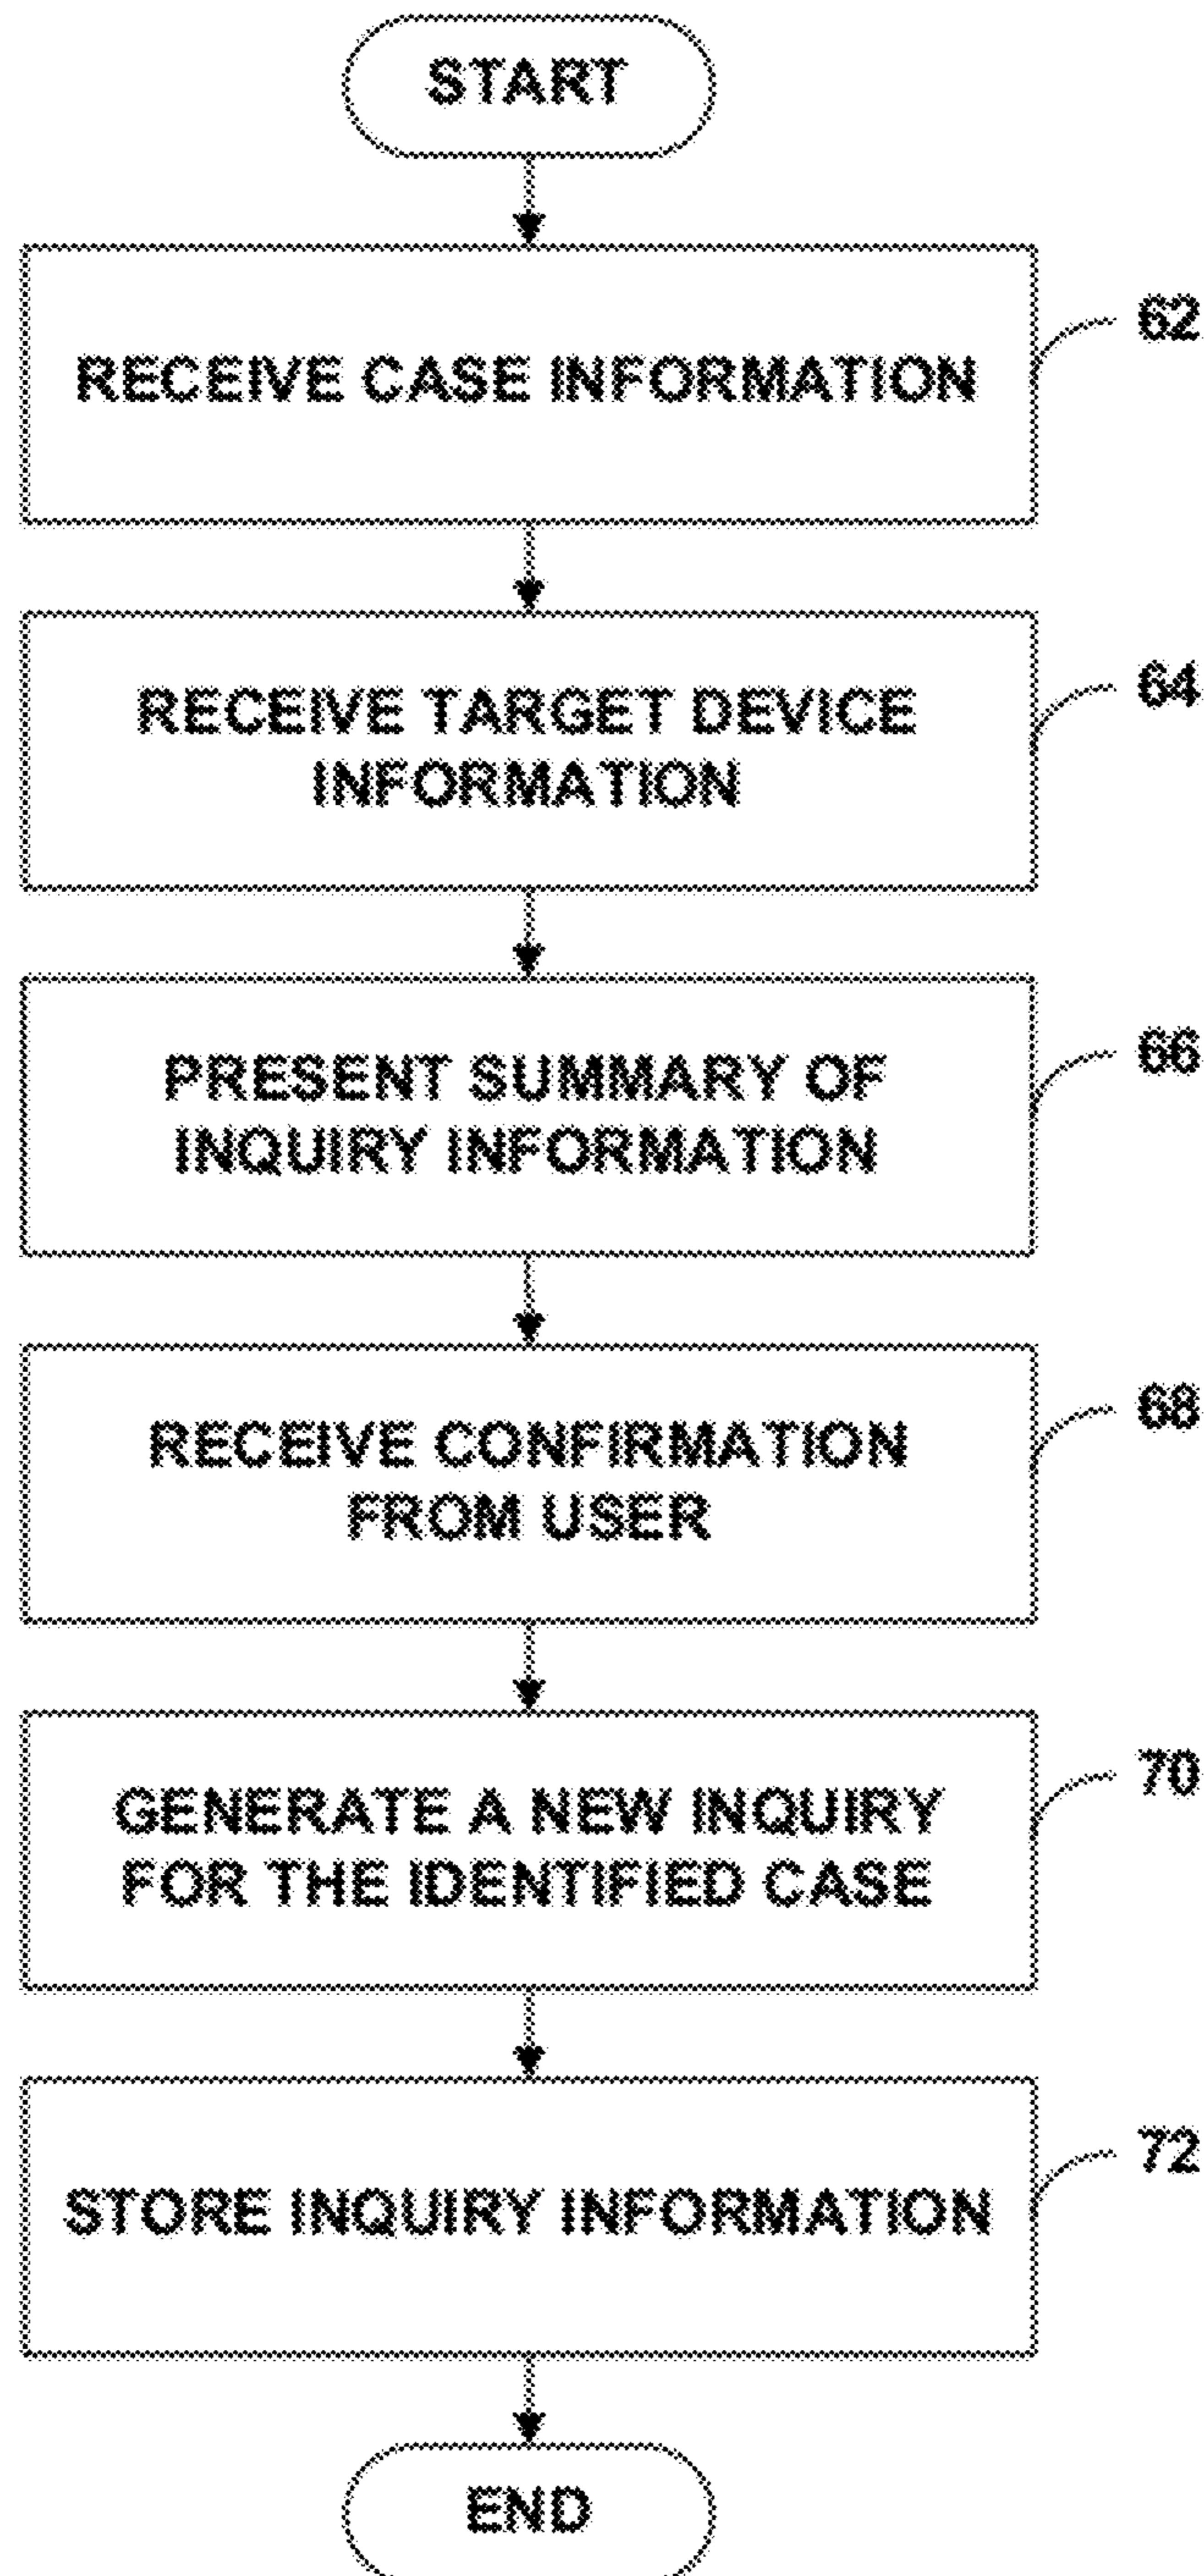 START
RECEIVE CASE INFORMATION
62
RECEIVE TARGET DEVICE
INFORMATION
64
PRESENT SUMMARY OF
INQUIRY INFORMATION
66
RECEIVE CONFIRMATION
FROM USER
68
GENERATE A NEW INQUIRY
FOR THE IDENTIFIED CASE
70
STORE INQUIRY INFORMATION
72
END